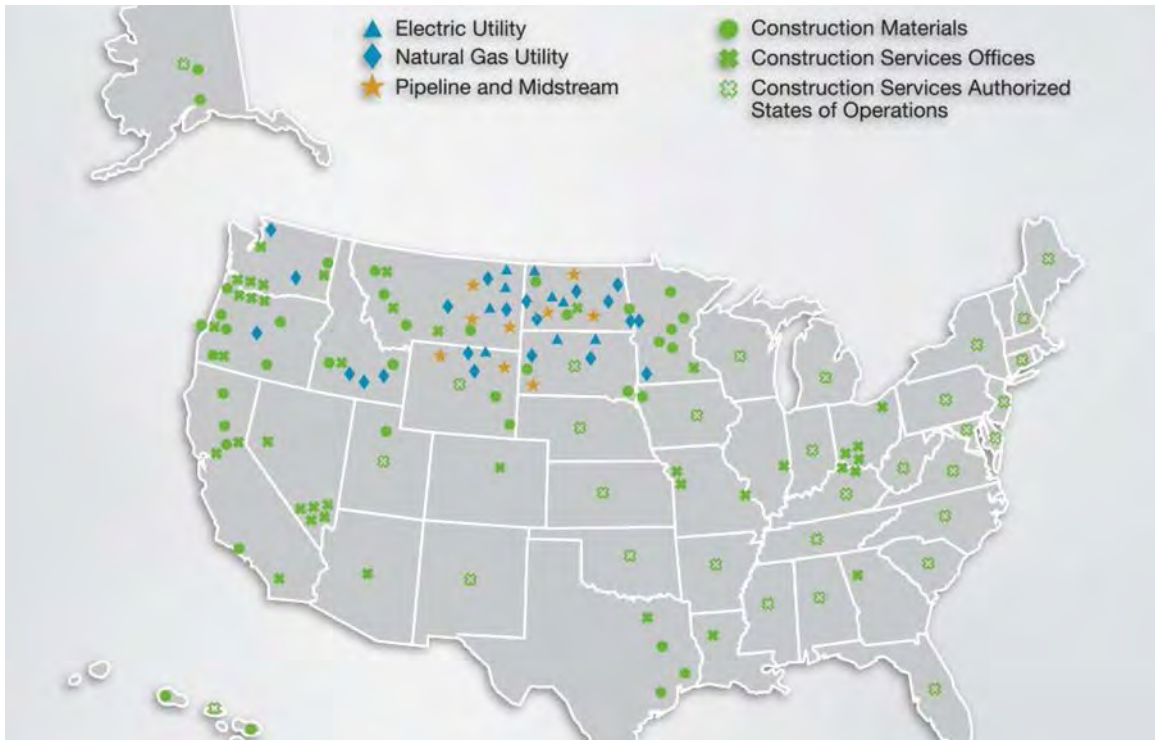 Electric Utility
Natural Gas Utility
Pipeline and Midstream
Construction Materials
Construction Services Offices
Construction Services Authorized
States of Operations